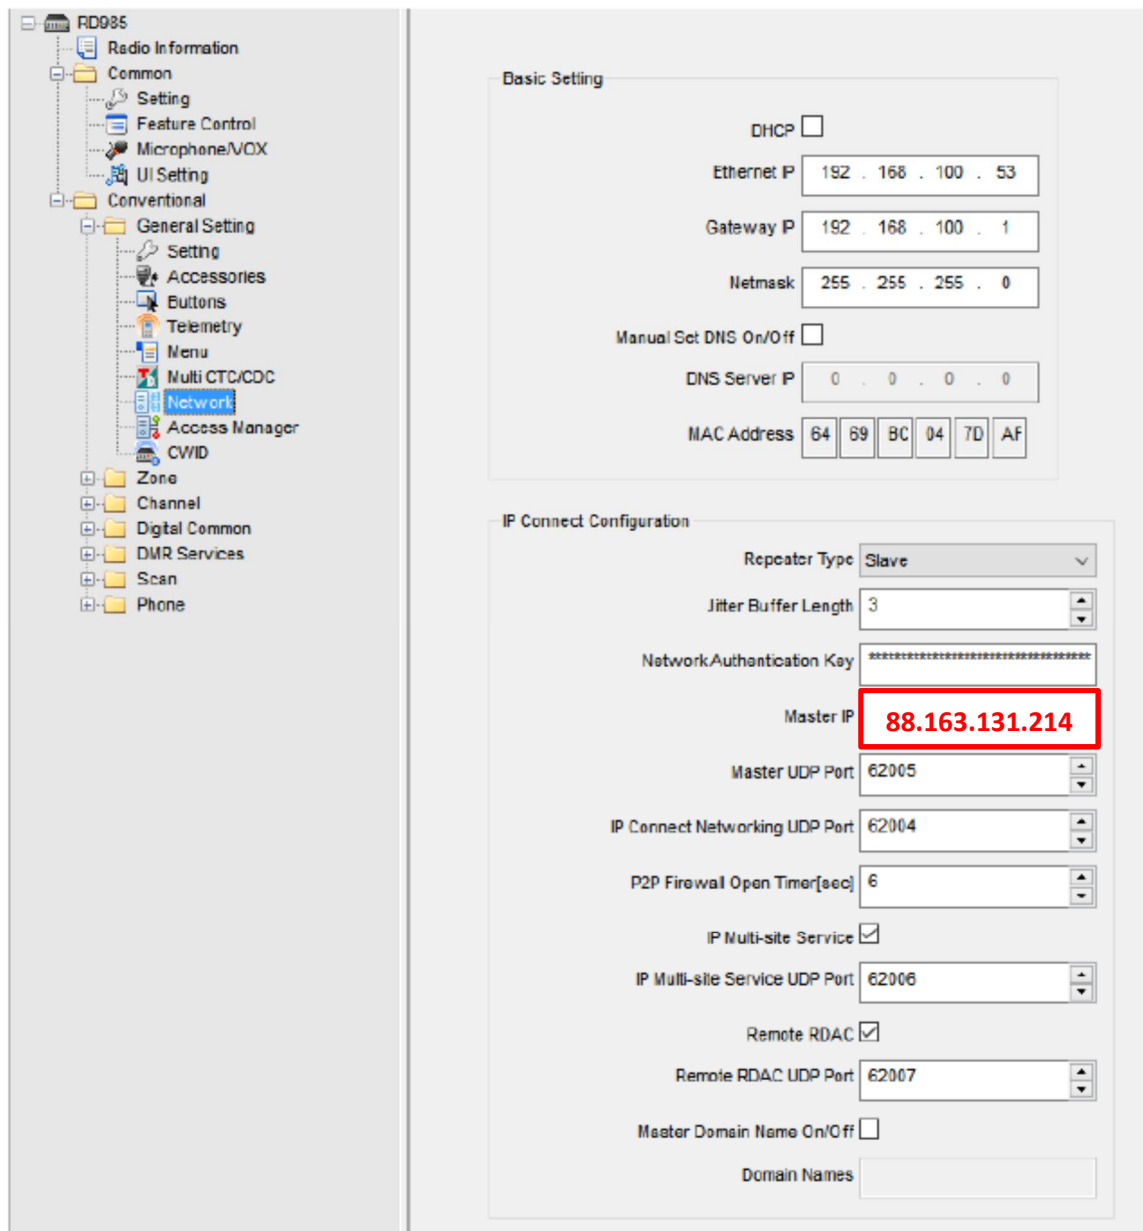 RD985
Radio Information
Common
Setting
Feature Control
Microphone/VOX
UI Setting
Conventional
General Setting
Setting
Accessories
Buttons
Telemetry
Menu
Multi CTC/CDC
Network
Access Manager
CWID
Zone
Channel
Digital Common
DMR Services
Scan
Phone
Basic Setting
DHCP
Ethernet IP 192 . 168 . 100 . 53
Gateway IP 192 . 168 . 100 . 1
Netmask 255 . 255 . 255 . 0
Manual Set DNS On/Off
DNS Server IP 0 . 0 . 0 . 0
MAC Address 64 69 BC 04 7D AF
IP Connect Configuration
Repeater Type Slave
Jitter Buffer Length 3
Network Authentication Key ****************************************
Master IP 88.163.131.214
Master UDP Port 62005
IP Connect Networking UDP Port 62004
P2P Firewall Open Timer[sec] 6
IP Multi-site Service
IP Multi-site Service UDP Port 62006
Remote RDAC
Remote RDAC UDP Port 62007
Master Domain Name On/Off
Domain Names